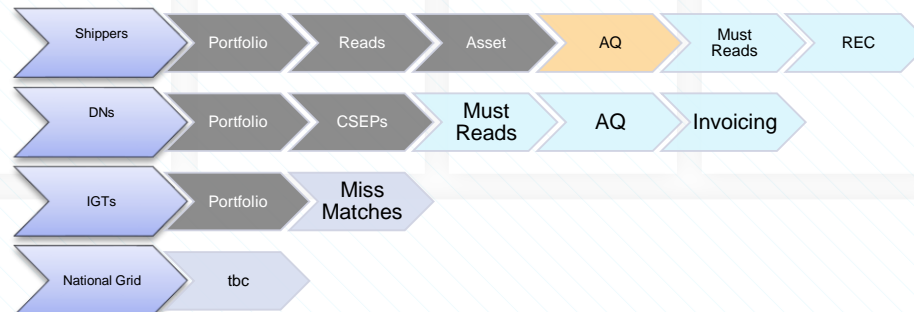 Shippers
Portfolio
Reads
Asset
AQ
Must
Reads
REC
DNs
Portfolio
CSEPs
Must
Reads
AQ
Invoicing
IGTs
Portfolio
Miss
Matches
National Grid
tbc